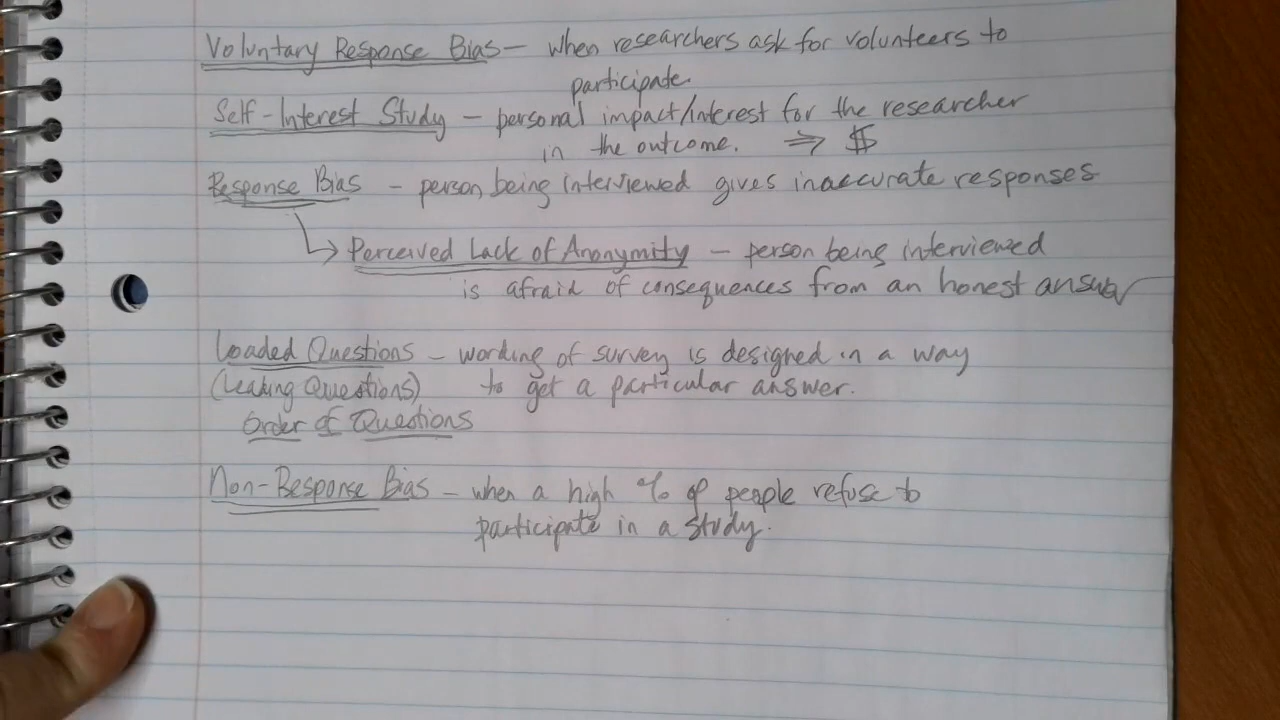 Voluntary Response Bias - when researchers ask for volunteers to
participate.
Self-Interest Study - personal impact/interest for the researcher
in the outcome. ⇒ $
Response Bias - person being interviewed gives inaccurate responses
↳ Perceived Lack of Anonymity - person being interviewed
is afraid of consequences from an honest answer
Loaded Questions - wording of survey is designed in a way
(Leading Questions) to get a particular answer.
Order of Questions
Non-Response Bias - when a high % of people refuse to
participate in a study.